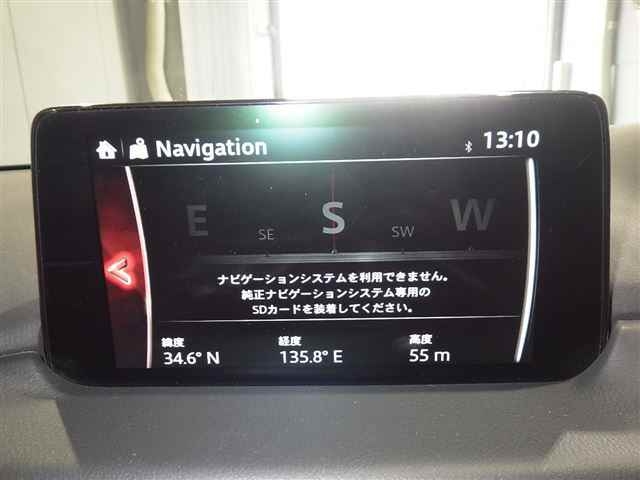 Navigation 13:10
E SE S SW W
ナビゲーションシステムを利用できません。
純正ナビゲーションシステム専用の
SDカードを装着してください。
緯度 経度 高度
34.6° N 135.8° E 55 m